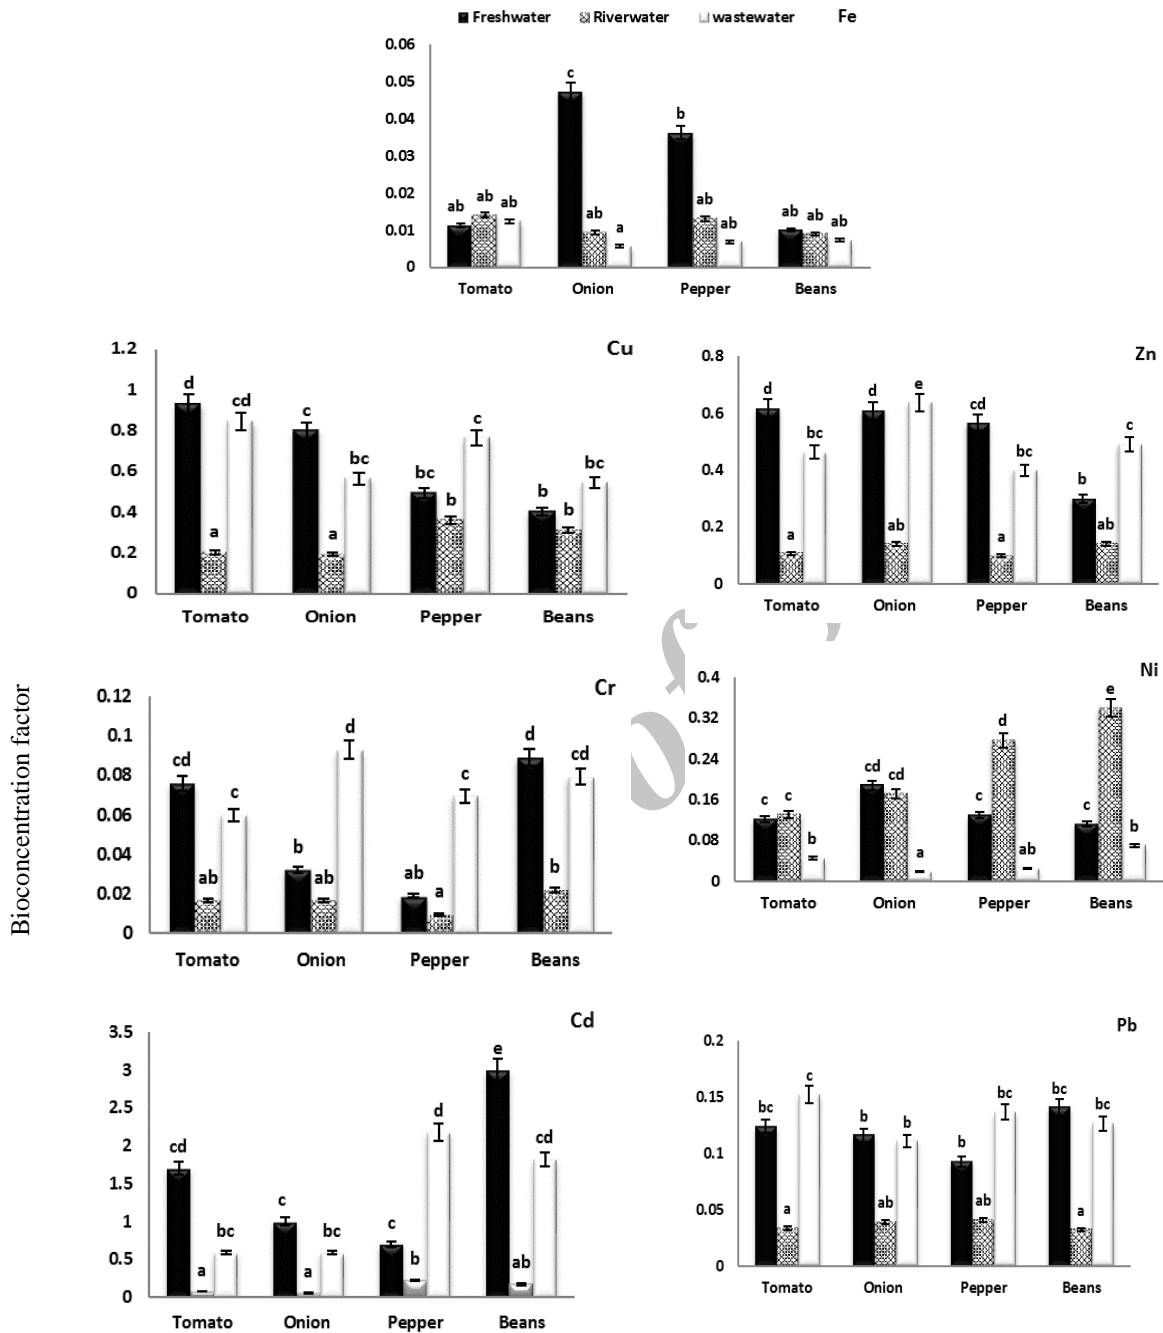 Freshwater Riverwater wastewater Fe
0.06
0.05
0.04
0.03
0.02
0.01
0
ab ab ab
c ab a
b ab ab
ab ab ab
Tomato Onion Pepper Beans
Cu
1.2
1
0.8
0.6
0.4
0.2
0
d a cd
c a bc
bc b c
b b bc
Tomato Onion Pepper Beans
Zn
0.8
0.6
0.4
0.2
0
d a bc
d ab e
cd a bc
b ab c
Tomato Onion Pepper Beans
Bioconcentration factor
Cr
0.12
0.1
0.08
0.06
0.04
0.02
0
cd ab c
b ab d
ab a c
d b cd
Tomato Onion Pepper Beans
Ni
0.4
0.32
0.24
0.16
0.08
0
c c b
cd cd a
c d ab
c e b
Tomato Onion Pepper Beans
Cd
3.5
3
2.5
2
1.5
1
0.5
0
cd a bc
c a bc
c b d
e ab cd
Tomato Onion Pepper Beans
Pb
0.2
0.15
0.1
0.05
0
bc a c
b ab b
b ab bc
bc a bc
Tomato Onion Pepper Beans